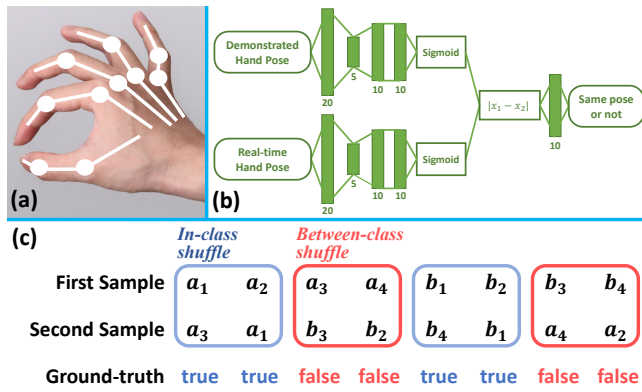 (a)
(b)
Demonstrated
Hand Pose
20
5
10 10
Sigmoid
|x₁ − x₂|
10
Same pose
or not
Real-time
Hand Pose
20
5
10 10
Sigmoid
(c)
In-class
shuffle
Between-class
shuffle
First Sample a₁ a₂ a₃ a₄ b₁ b₂ b₃ b₄
Second Sample a₃ a₁ b₃ b₂ b₄ b₁ a₄ a₂
Ground-truth true true false false true true false false